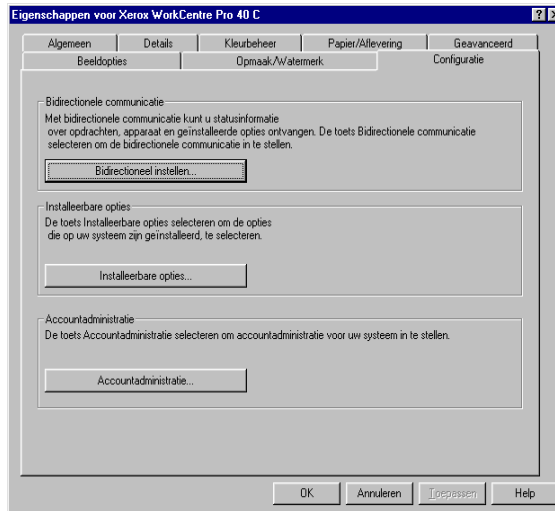 Eigenschappen voor Xerox WorkCentre Pro 40 C
Algemeen Details Kleurbeheer Papier/Aflevering Geavanceerd
Beeldopties Opmaak/Watermerk Configuratie
Bidirectionele communicatie
Met bidirectionele communicatie kunt u statusinformatie
over opdrachten, apparaat en geïnstalleerde opties ontvangen. De toets Bidirectionele communicatie
selecteren om de bidirectionele communicatie in te stellen.
Bidirectioneel instellen...
Installeerbare opties
De toets Installeerbare opties selecteren om de opties
die op uw systeem zijn geïnstalleerd, te selecteren.
Installeerbare opties...
Accountadministratie
De toets Accountadministratie selecteren om accountadministratie voor uw systeem in te stellen.
Accountadministratie...
OK Annuleren Toepassen Help